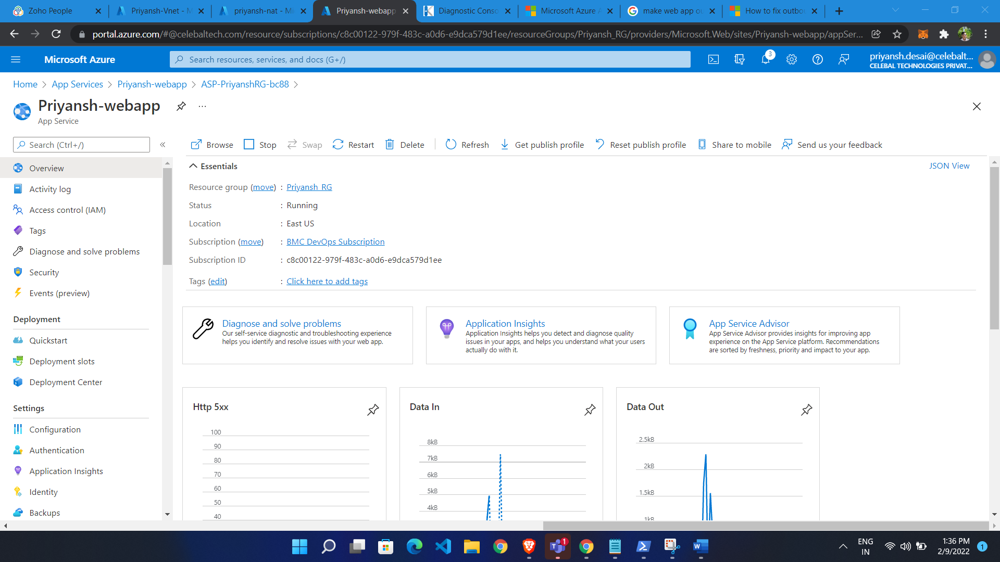 Zoho People
Priyansh-Vnet - M
priyansh-nat - Mi
Priyansh-webapp
Diagnostic Conso
Microsoft Azure A
make web app ou
How to fix outbou
portal.azure.com/#@celebaltech.com/resource/subscriptions/c8c00122-979f-483c-a0d6-e9dca579d1ee/resourceGroups/Priyansh_RG/providers/Microsoft.Web/sites/Priyansh-webapp/appSer...
Microsoft Azure
Search resources, services, and docs (G+/)
3
priyansh.desai@celebalt...
CELEBAL TECHNOLOGIES PRIVAT...
Home > App Services > Priyansh-webapp > ASP-PriyanshRG-bc88 >
Priyansh-webapp
App Service
Search (Ctrl+/)
Browse
Stop
Swap
Restart
Delete
Refresh
Get publish profile
Reset publish profile
Share to mobile
Send us your feedback
Overview
Activity log
Access control (IAM)
Tags
Diagnose and solve problems
Security
Events (preview)
Deployment
Quickstart
Deployment slots
Deployment Center
Settings
Configuration
Authentication
Application Insights
Identity
Backups
Essentials
JSON View
Resource group (move) : Priyansh_RG
Status : Running
Location : East US
Subscription (move) : BMC DevOps Subscription
Subscription ID : c8c00122-979f-483c-a0d6-e9dca579d1ee
Tags (edit) : Click here to add tags
Diagnose and solve problems
Our self-service diagnostic and troubleshooting experience
helps you identify and resolve issues with your web app.
Application Insights
Application Insights helps you detect and diagnose quality
issues in your apps, and helps you understand what your users
actually do with it.
App Service Advisor
App Service Advisor provides insights for improving app
experience on the App Service platform. Recommendations
are sorted by freshness, priority and impact to your app.
Http 5xx
100
90
80
70
60
50
40
Data In
8kB
7kB
6kB
5kB
4kB
Data Out
2.5kB
2kB
1.5kB
1kB
1
ENG
IN
1:36 PM
2/9/2022
1